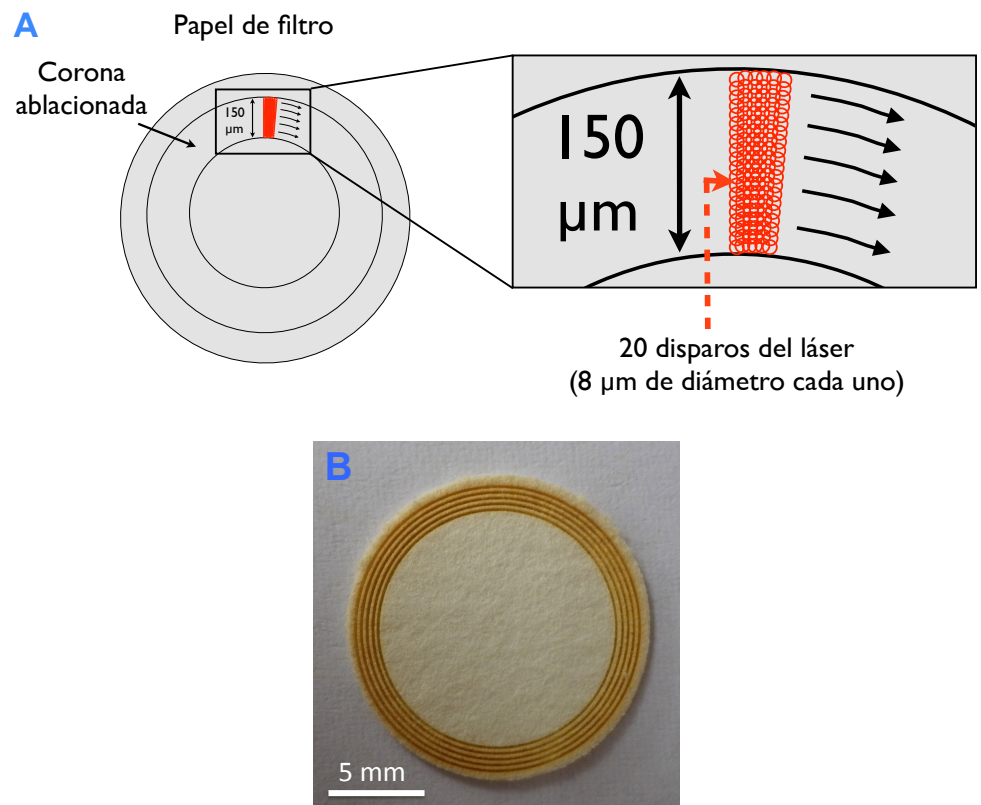 A
Papel de filtro
Corona
ablacionada
150
µm
150
µm
20 disparos del láser
(8 µm de diámetro cada uno)
B
5 mm